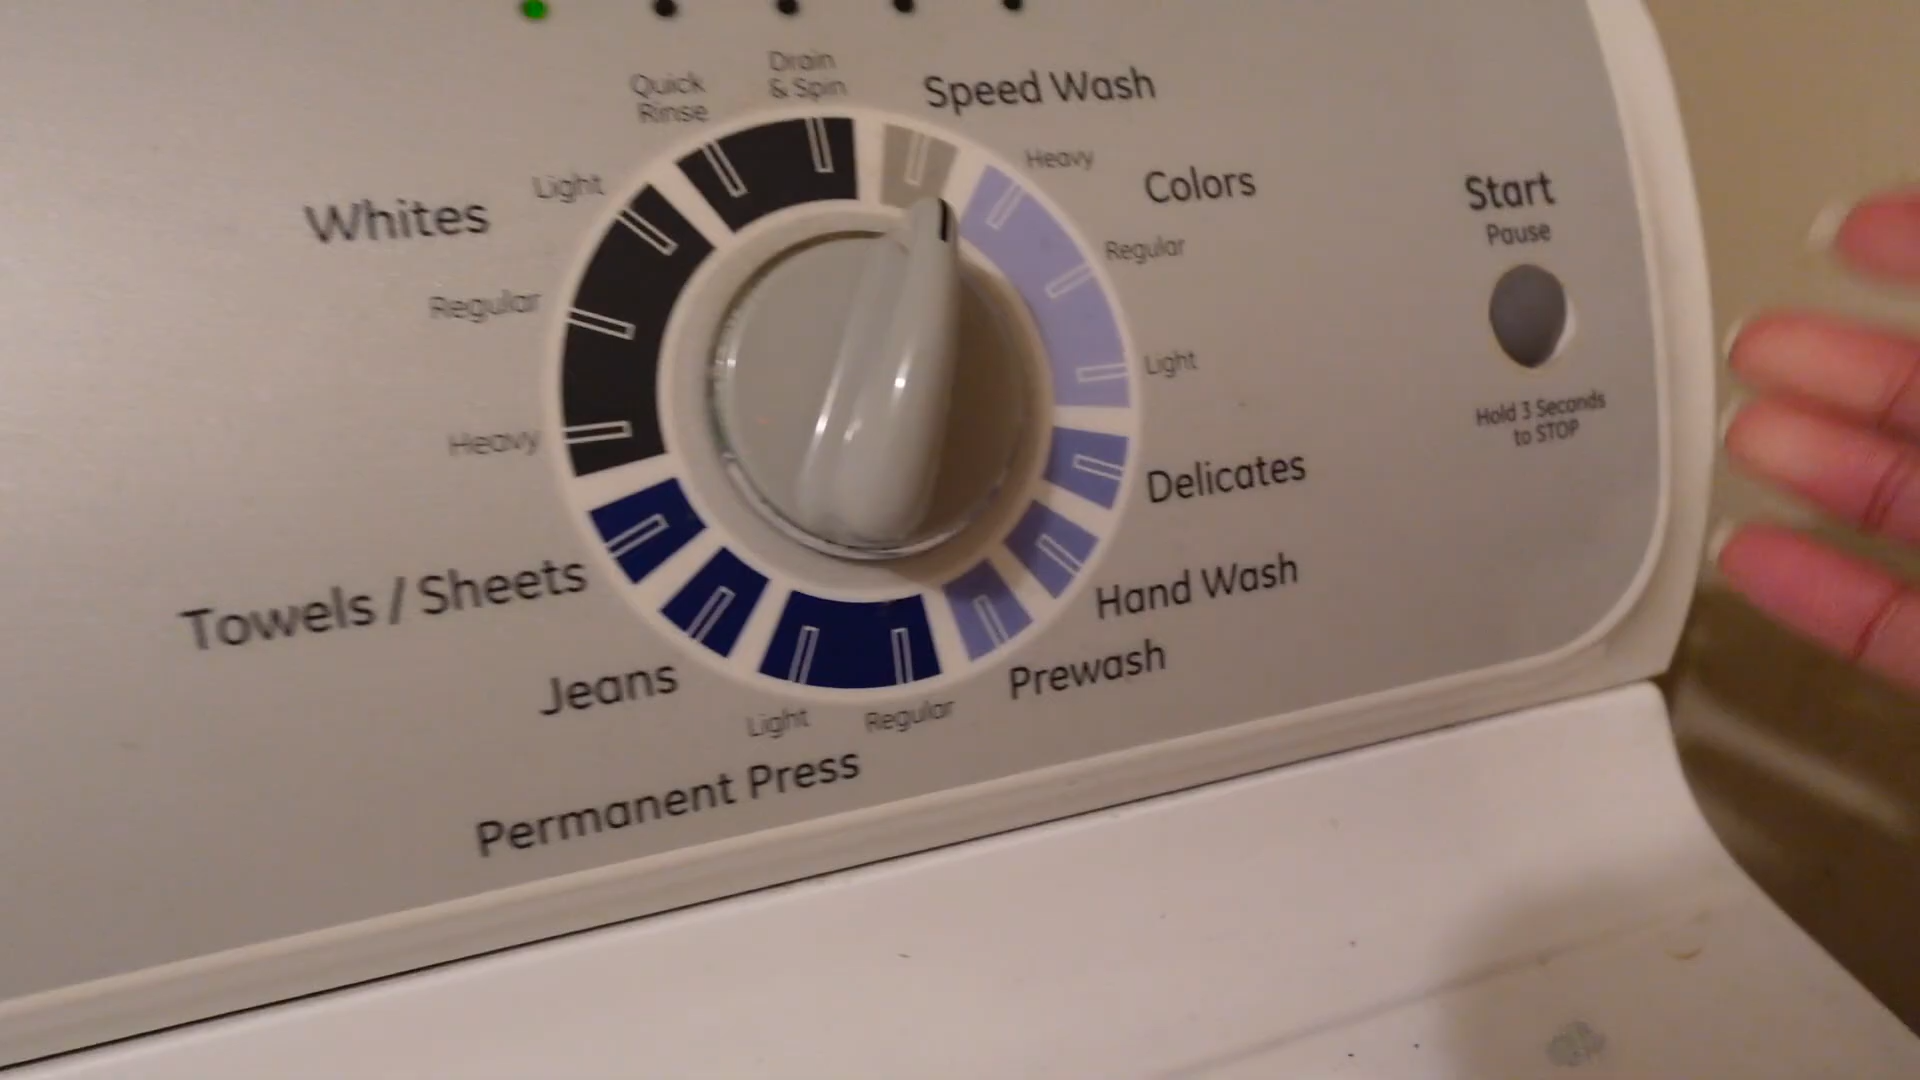 Quick
Rinse
Drain
& Spin
Speed Wash
Heavy
Colors
Regular
Light
Delicates
Hand Wash
Prewash
Regular
Light
Permanent Press
Jeans
Towels / Sheets
Heavy
Regular
Whites
Light
Start
Pause
Hold 3 Seconds
to STOP